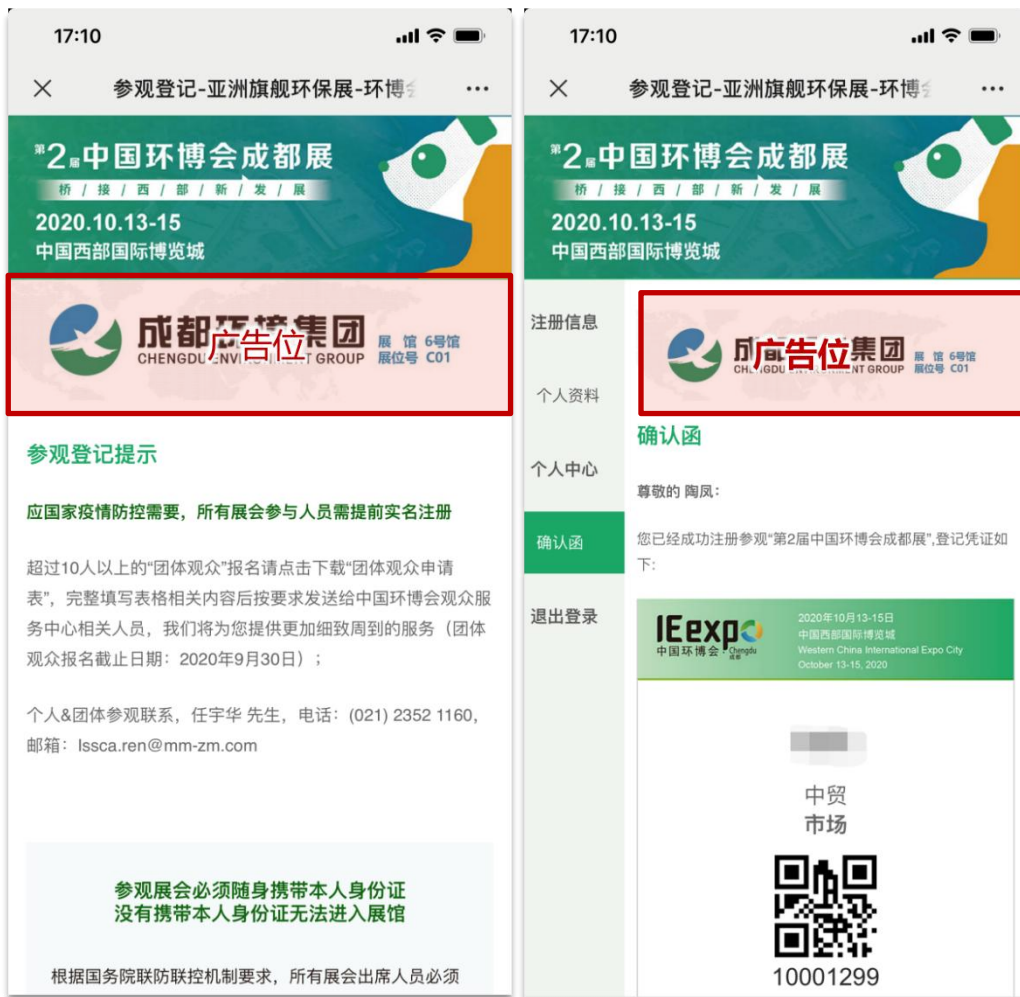 17:10
参观登记-亚洲旗舰环保展-环博
第2届中国环博会成都展
桥/接/西/部/新/发/展
2020.10.13-15
中国西部国际博览城
成都环境集团
CHENGDU ENVIRONMENT GROUP
展 馆 6号馆
展位号 C01
广告位
参观登记提示
应国家疫情防控需要，所有展会参与人员需提前实名注册
超过10人以上的“团体观众”报名请点击下载“团体观众申请
表”，完整填写表格相关内容后按要求发送给中国环博会观众服
务中心相关人员，我们将为您提供更加细致周到的服务（团体
观众报名截止日期：2020年9月30日）；
个人&团体参观联系，任宇华 先生，电话：(021) 2352 1160，
邮箱：lssca.ren@mm-zm.com
参观展会必须随身携带本人身份证
没有携带本人身份证无法进入展馆
根据国务院联防联控机制要求，所有展会出席人员必须
17:10
参观登记-亚洲旗舰环保展-环博
第2届中国环博会成都展
桥/接/西/部/新/发/展
2020.10.13-15
中国西部国际博览城
注册信息
个人资料
个人中心
确认函
退出登录
成都环境集团
CHENGDU ENVIRONMENT GROUP
展 馆 6号馆
展位号 C01
广告位
确认函
尊敬的 陶凤：
您已经成功注册参观“第2届中国环博会成都展”,登记凭证如
下:
IEexpo
中国环博会 Chengdu
成都
2020年10月13-15日
中国西部国际博览城
Western China International Expo City
October 13-15, 2020
中贸
市场
10001299